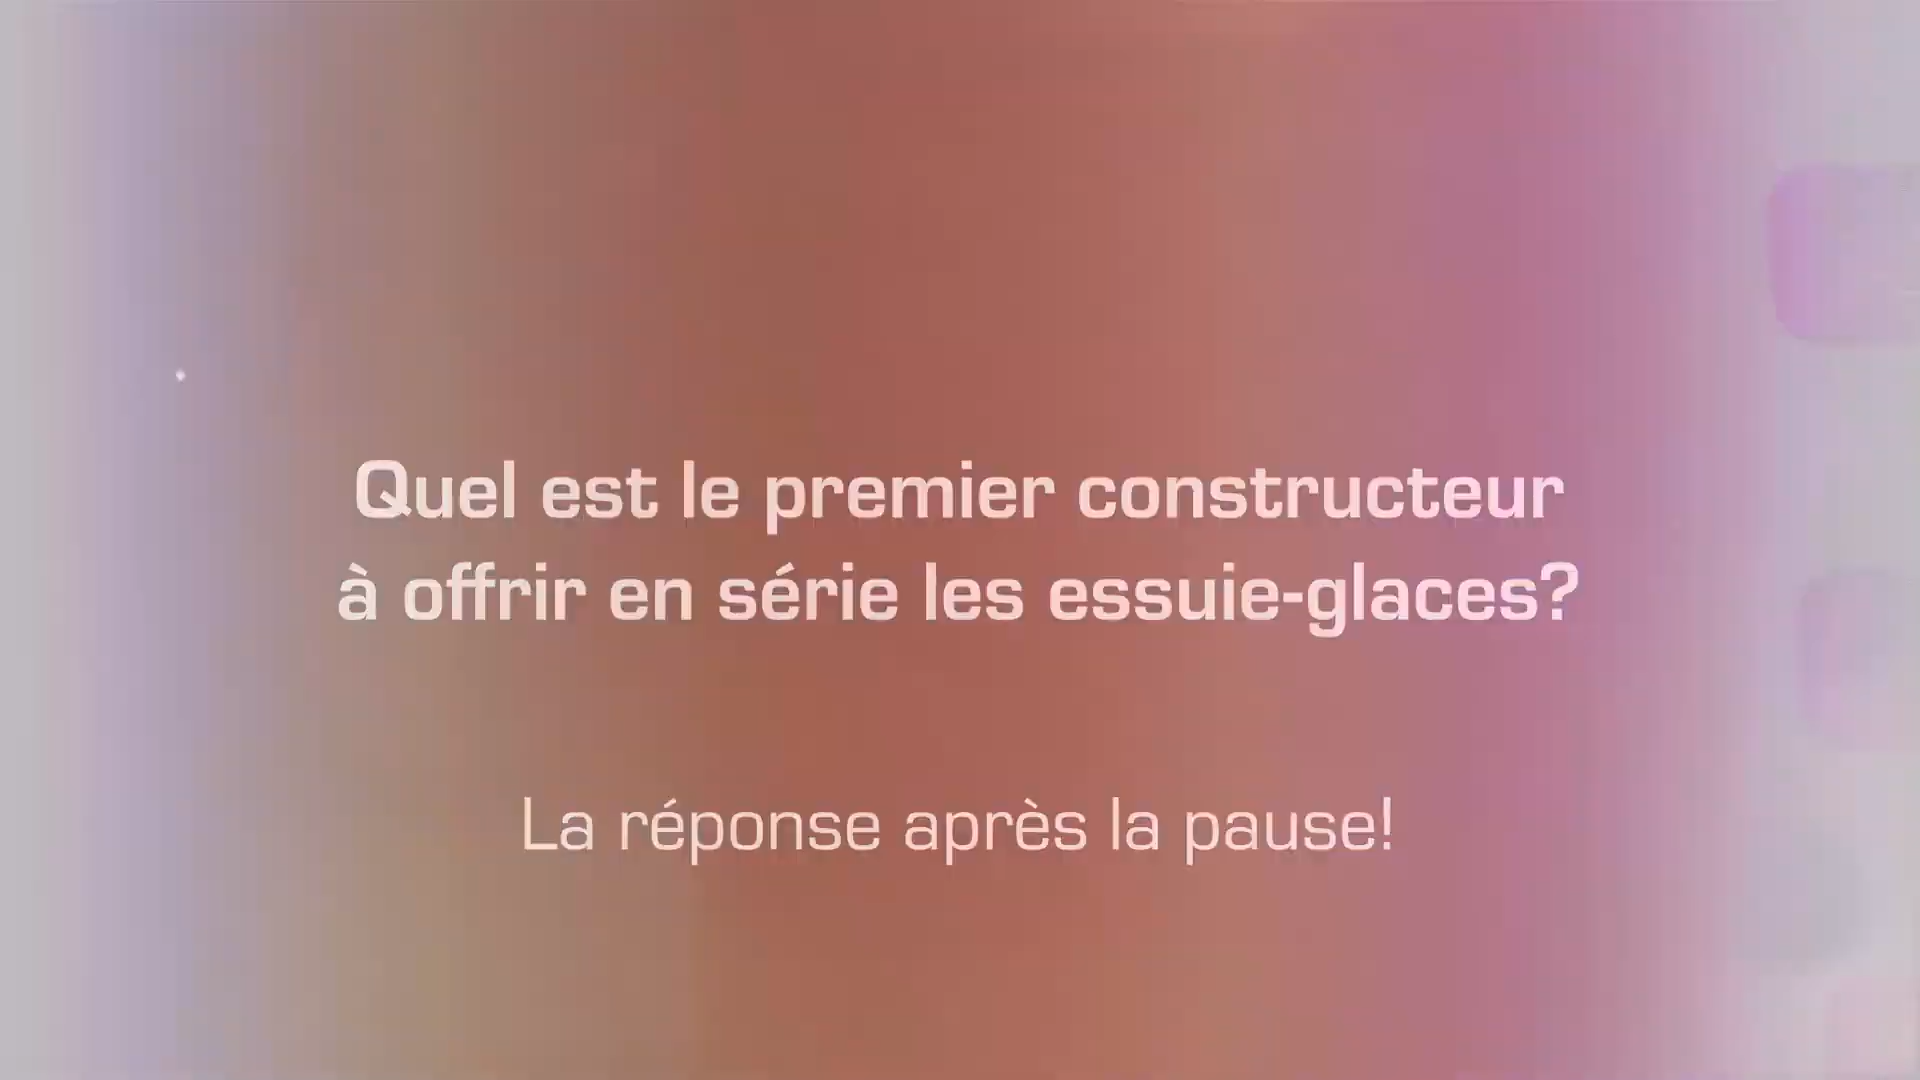 Quel est le premier constructeur
à offrir en série les essuie-glaces?
La réponse après la pause!